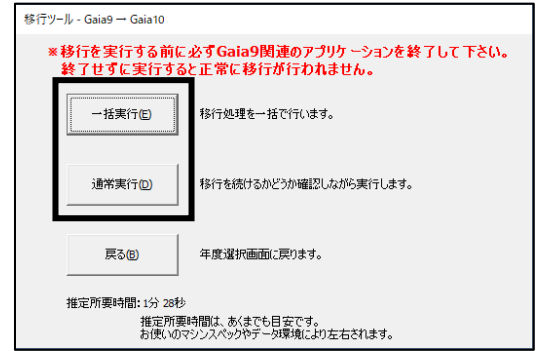 移行ツール - Gaia9 → Gaia10
※移行を実行する前に必ずGaia9関連のアプリケーションを終了して下さい。
終了せずに実行すると正常に移行が行われません。
一括実行(E) 移行処理を一括で行います。
通常実行(D) 移行を続けるかどうか確認しながら実行します。
戻る(B) 年度選択画面に戻ります。
推定所要時間: 1分 28秒
推定所要時間は、あくまでも目安です。
お使いのマシンスペックやデータ環境により左右されます。